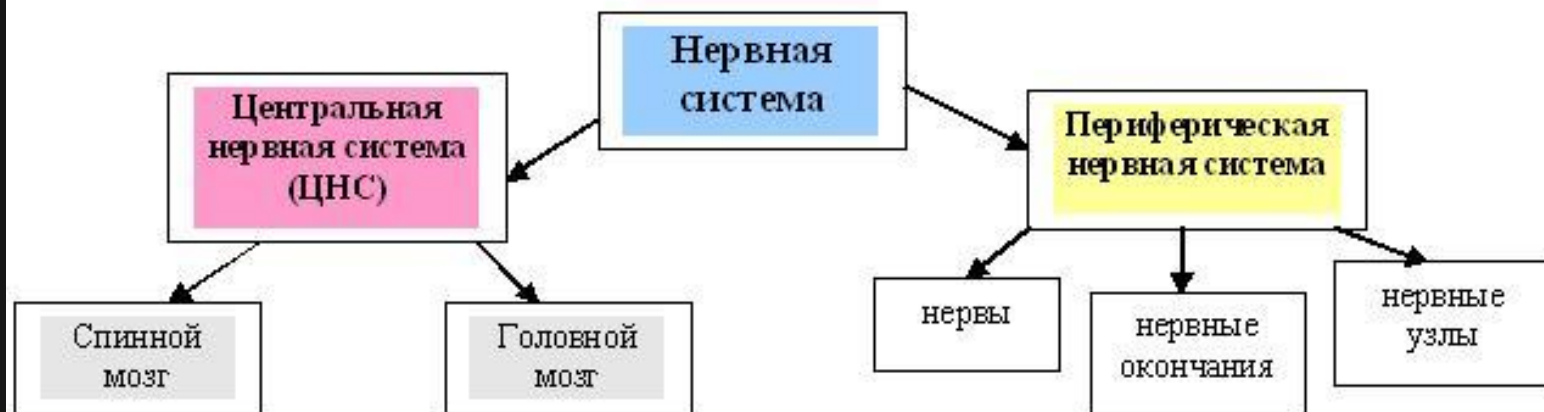 Нервная
система
Центральная
нервная система
(ЦНС)
Периферическая
нервная система
Спинной
мозг
Головной
мозг
нервы
нервные
окончания
нервные
узлы